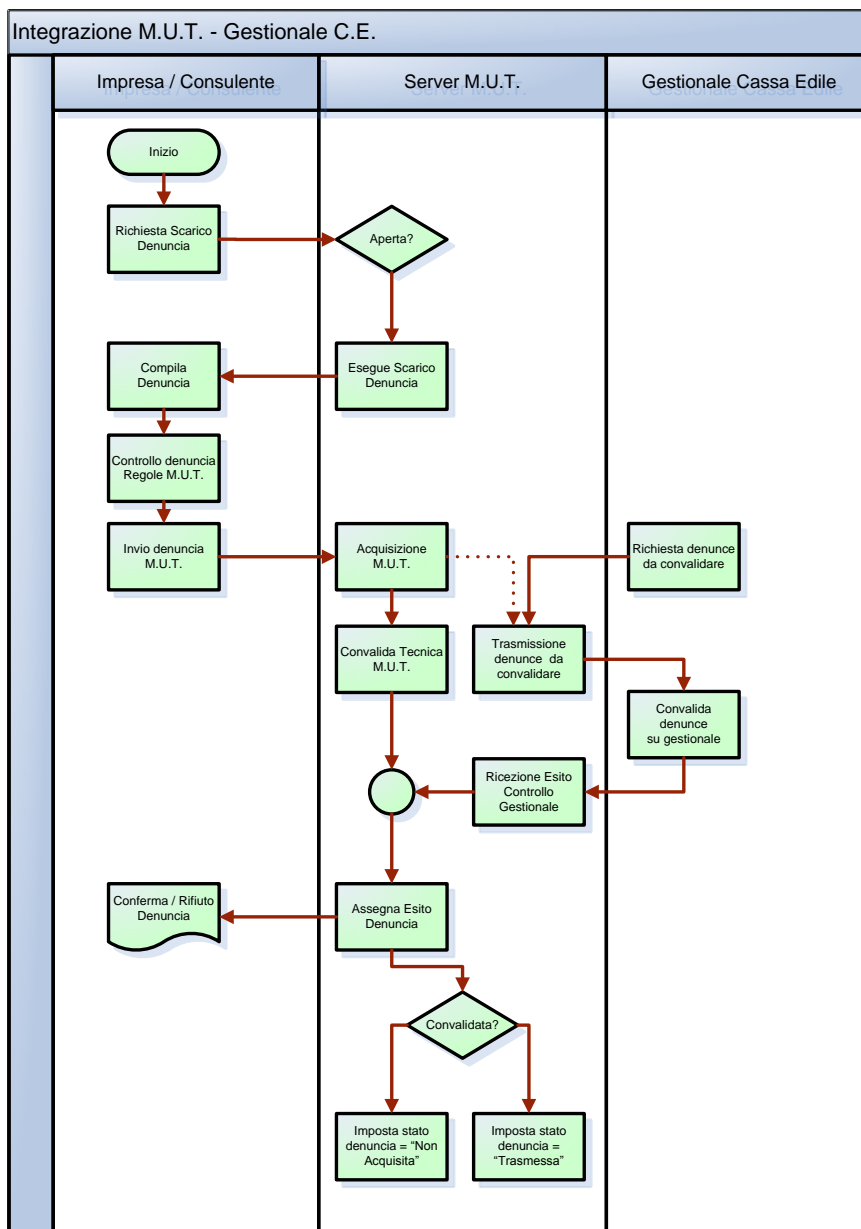 Integrazione M.U.T. - Gestionale C.E.
Impresa / Consulente
Server M.U.T.
Gestionale Cassa Edile
Inizio
Richiesta Scarico
Denuncia
Aperta?
Compila
Denuncia
Esegue Scarico
Denuncia
Controllo denuncia
Regole M.U.T.
Invio denuncia
M.U.T.
Acquisizione
M.U.T.
Richiesta denunce
da convalidare
Convalida Tecnica
M.U.T.
Trasmissione
denunce da
convalidare
Convalida
denunce
su gestionale
Ricezione Esito
Controllo
Gestionale
Conferma / Rifiuto
Denuncia
Assegna Esito
Denuncia
Convalidata?
Imposta stato
denuncia = “Non
Acquisita”
Imposta stato
denuncia =
“Trasmessa”